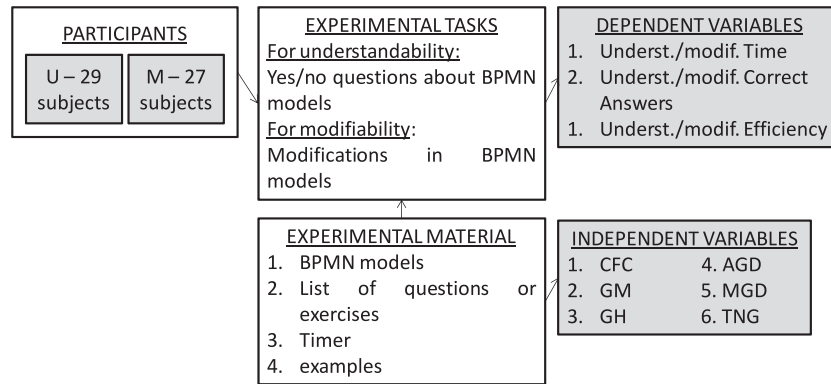 PARTICIPANTS
U – 29
subjects
M – 27
subjects
EXPERIMENTAL TASKS
For understandability:
Yes/no questions about BPMN
models
For modifiability:
Modifications in BPMN
models
DEPENDENT VARIABLES
1. Underst./modif. Time
2. Underst./modif. Correct
Answers
1. Underst./modif. Efficiency
EXPERIMENTAL MATERIAL
1. BPMN models
2. List of questions or
exercises
3. Timer
4. examples
INDEPENDENT VARIABLES
1. CFC 4. AGD
2. GM 5. MGD
3. GH 6. TNG